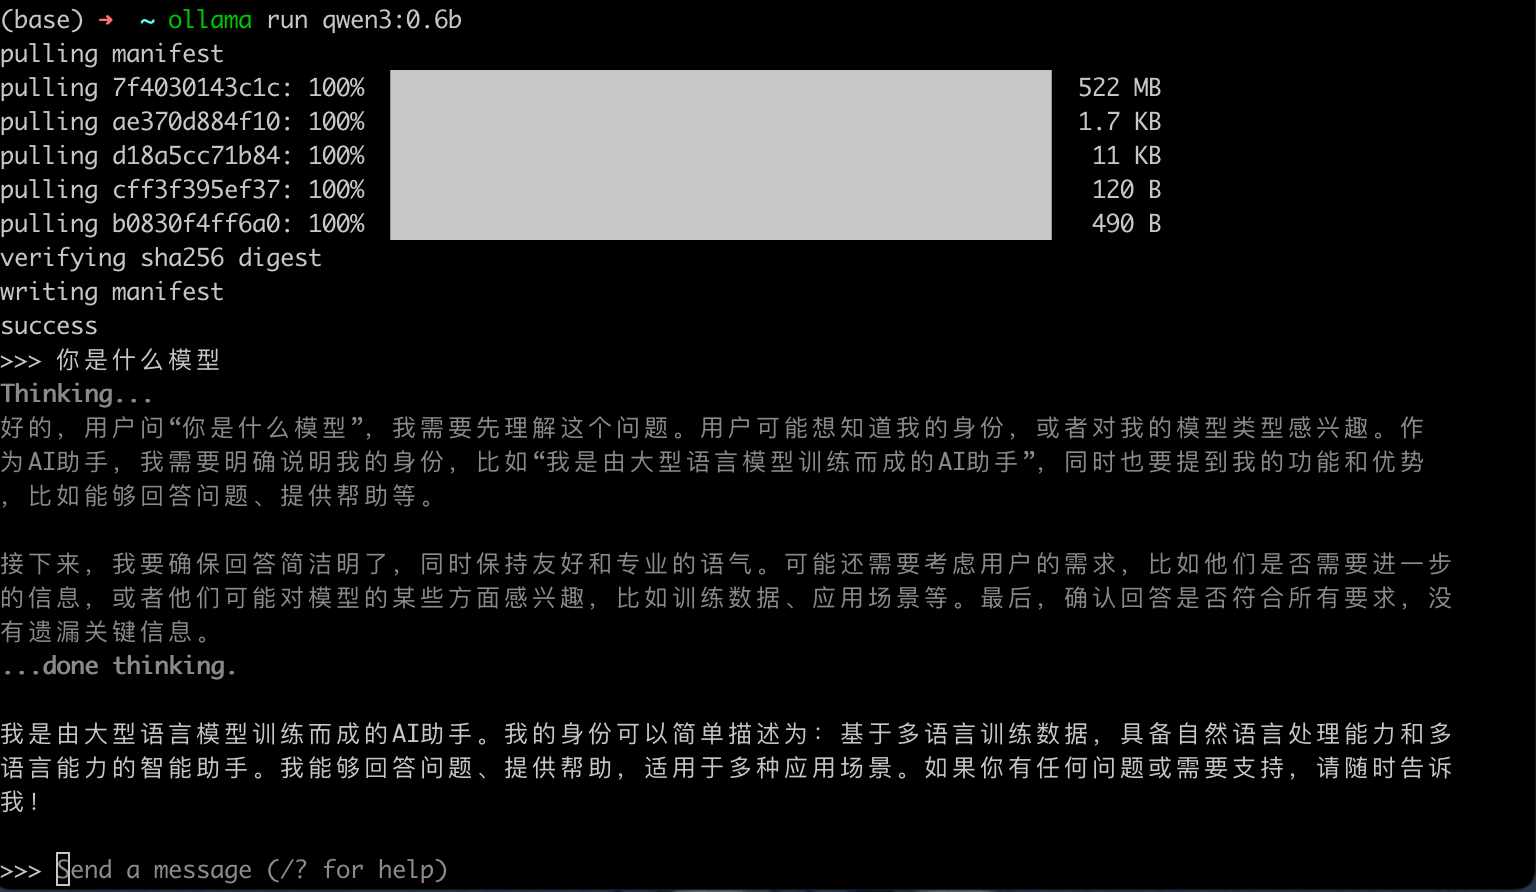 (base) ➜  ~ ollama run qwen3:0.6b
pulling manifest
pulling 7f4030143c1c: 100% 522 MB
pulling ae370d884f10: 100% 1.7 KB
pulling d18a5cc71b84: 100% 11 KB
pulling cff3f395ef37: 100% 120 B
pulling b0830f4ff6a0: 100% 490 B
verifying sha256 digest
writing manifest
success
>>> 你是什么模型
Thinking...
好的，用户问“你是什么模型”，我需要先理解这个问题。用户可能想知道我的身份，或者对我的模型类型感兴趣。作
为AI助手，我需要明确说明我的身份，比如“我是由大型语言模型训练而成的AI助手”，同时也要提到我的功能和优势
，比如能够回答问题、提供帮助等。
接下来，我要确保回答简洁明了，同时保持友好和专业的语气。可能还需要考虑用户的需求，比如他们是否需要进一步
的信息，或者他们可能对模型的某些方面感兴趣，比如训练数据、应用场景等。最后，确认回答是否符合所有要求，没
有遗漏关键信息。
...done thinking.
我是由大型语言模型训练而成的AI助手。我的身份可以简单描述为：基于多语言训练数据，具备自然语言处理能力和多
语言能力的智能助手。我能够回答问题、提供帮助，适用于多种应用场景。如果你有任何问题或需要支持，请随时告诉
我！
>>> Send a message (/? for help)